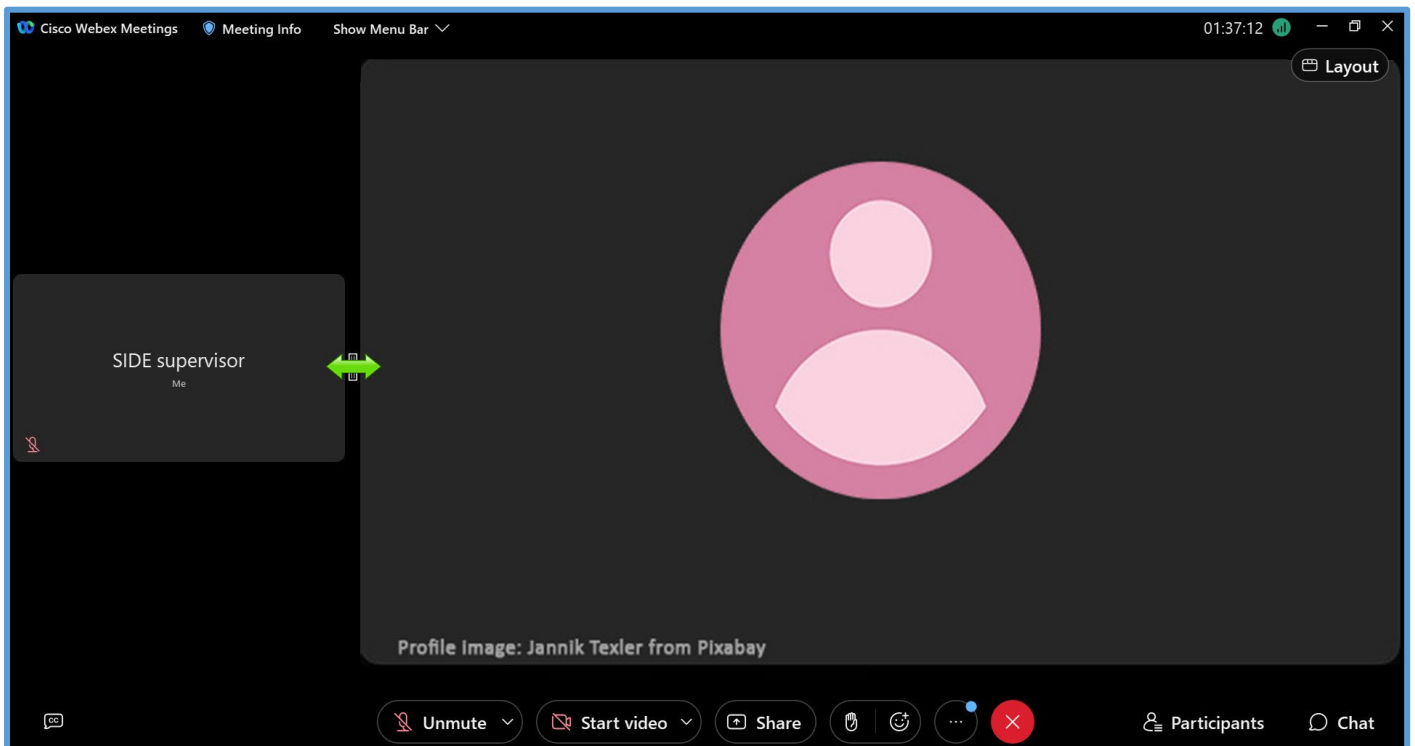 Cisco Webex Meetings Meeting Info Show Menu Bar 01:37:12
Layout
SIDE supervisor
Me
Profile Image: Jannik Texler from Pixabay
CC Unmute Start video Share ... Participants Chat